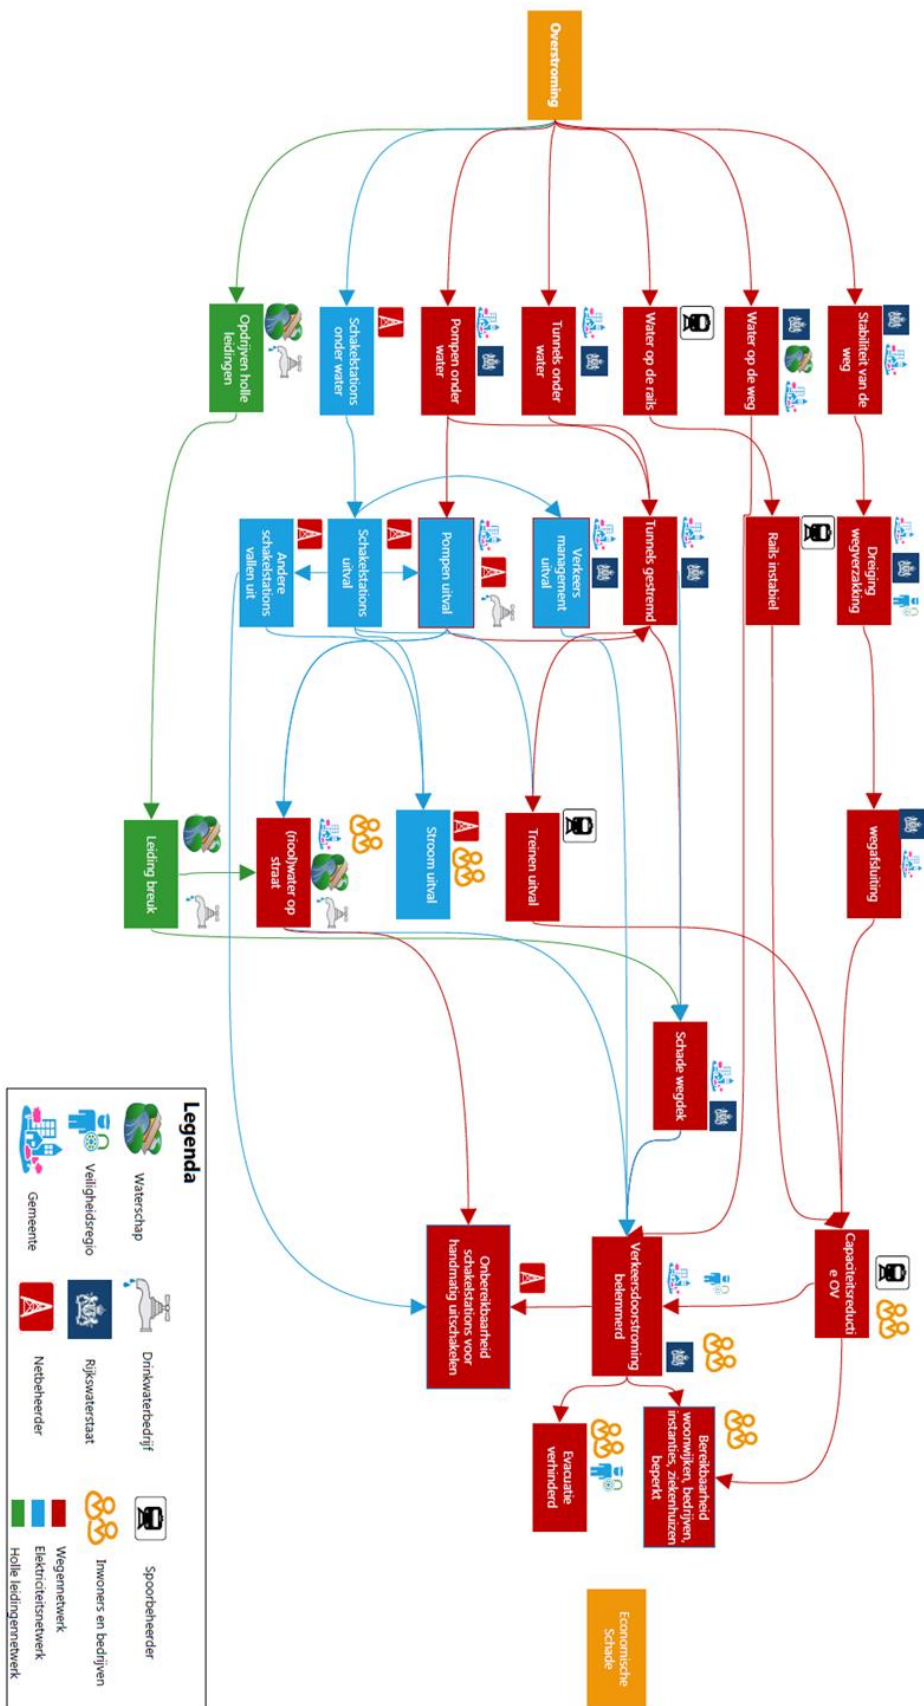 Overstroming
Stabiliteit van de
weg
Water op de weg
Water op de rails
Tunnels onder
water
Pompen onder
water
Schakelstations
onder water
Opdrijven holle
leidingen
Dreiging
wegverzakking
Rails instabiel
Tunnels gestremd
Verkeers
management
uitval
Pompen uitval
Schakelstations
uitval
Andere
schakelstations
vallen uit
wegafsluiting
Treinen uitval
Stroom uitval
(riool)water op
straat
Leiding breuk
Schade wegdek
Capaciteitsreducti
e OV
Verkeersdoorstroming
belemmerd
Onbereikbaarheid
schakelstations voor
handmatig uitschakelen
Bereikbaarheid
woonwijken, bedrijven,
instanties, ziekenhuizen
beperkt
Evacuatie
verhinderd
Economische
Schade
Legenda
Waterschap
Drinkwaterbedrijf
Spoorbeheerder
Veiligheidsregio
Rijkswaterstaat
Inwoners en bedrijven
Gemeente
Netbeheerder
Wegennetwerk
Elektriciteitsnetwerk
Holle leidingennetwerk